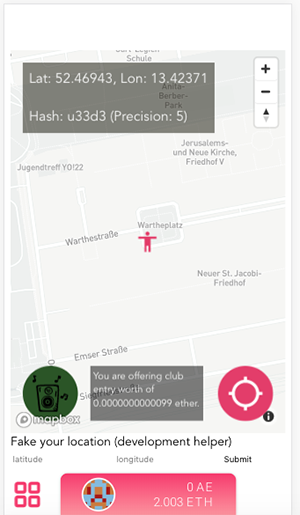 Schule
Lat: 52.46943, Lon: 13.42371
Anita-
Berber-
Park
Hash: u33d3 (Precision: 5)
Jerusalems-
und Neue Kirche,
Friedhof V
Jugendtreff YO!22
Wartheplatz
Warthestraße
Neuer St. Jacobi-
Friedhof
Emser Straße
You are offering club
entry worth of
0.0000000000099 ether.
mapbox
Fake your location (development helper)
latitude longitude Submit
0 AE
2.003 ETH